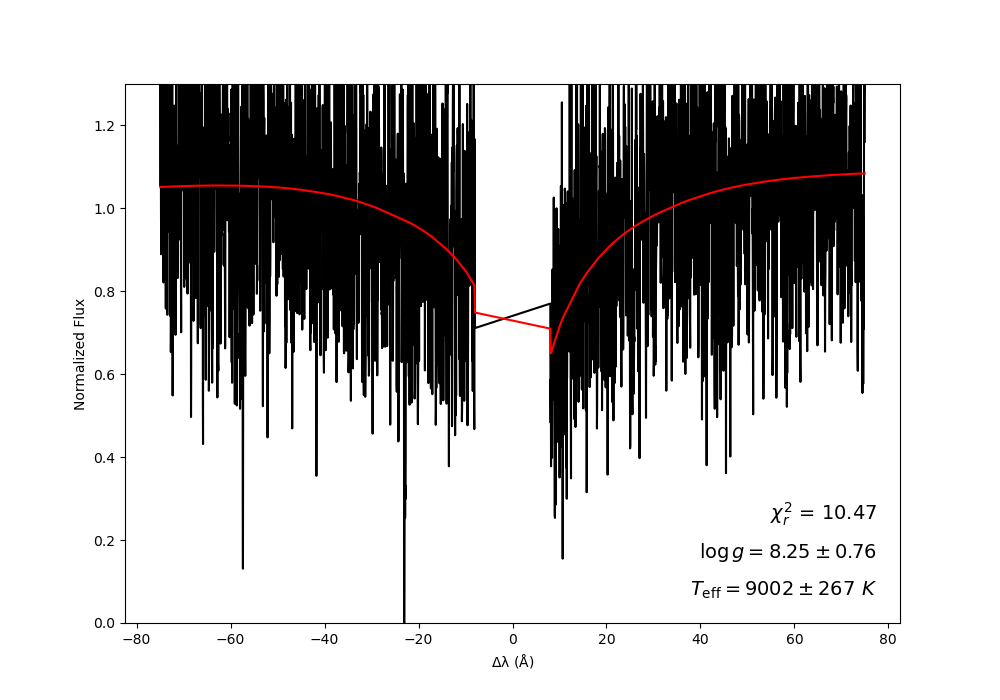 Normalized Flux
1.2
1.0
0.8
0.6
0.4
0.2
0.0
−80 −60 −40 −20 0 20 40 60 80
Δλ (Å)
χ²ᵣ = 10.47
log g = 8.25 ± 0.76
T_eff = 9002 ± 267 K